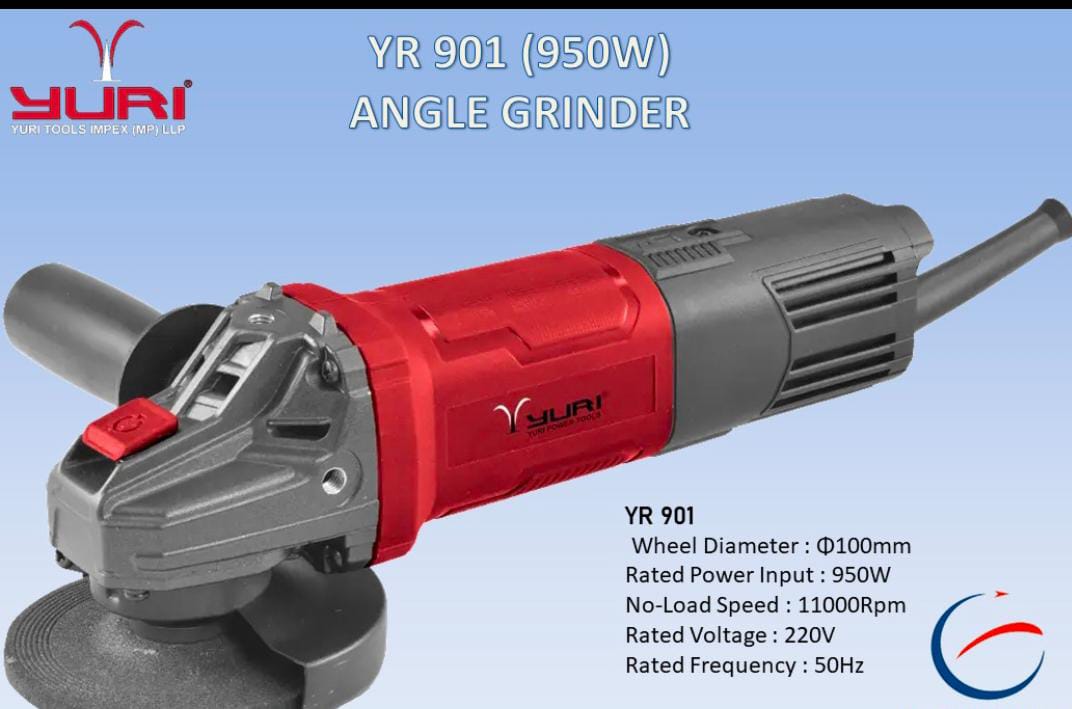 YURI®
YURI TOOLS IMPEX (MP) LLP
YR 901 (950W)
ANGLE GRINDER
YURI
YURI POWER TOOLS
YR 901
Wheel Diameter : Φ100mm
Rated Power Input : 950W
No-Load Speed : 11000Rpm
Rated Voltage : 220V
Rated Frequency : 50Hz